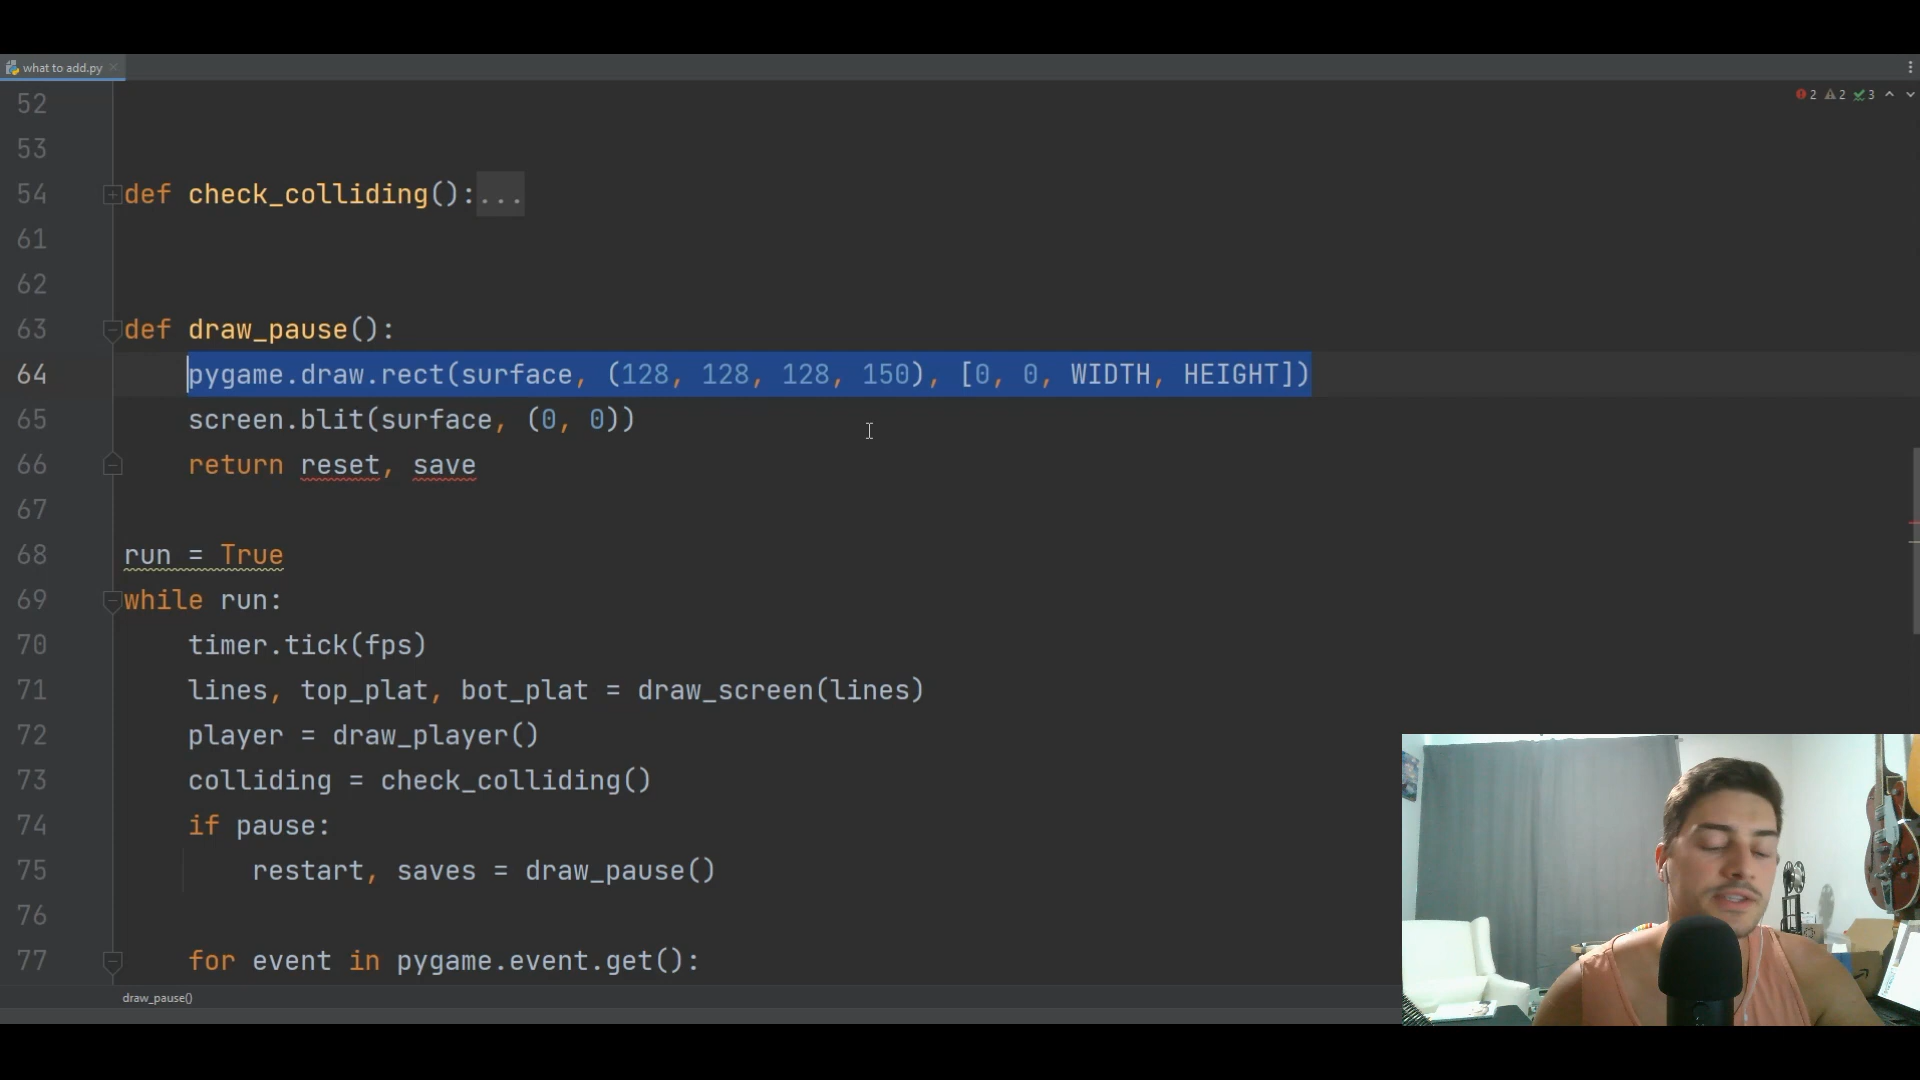 what to add.py
2 2 3
52
53
54 def check_colliding():...
61
62
63 def draw_pause():
64 pygame.draw.rect(surface, (128, 128, 128, 150), [0, 0, WIDTH, HEIGHT])
65 screen.blit(surface, (0, 0))
66 return reset, save
67
68 run = True
69 while run:
70 timer.tick(fps)
71 lines, top_plat, bot_plat = draw_screen(lines)
72 player = draw_player()
73 colliding = check_colliding()
74 if pause:
75 restart, saves = draw_pause()
76
77 for event in pygame.event.get():
draw_pause()